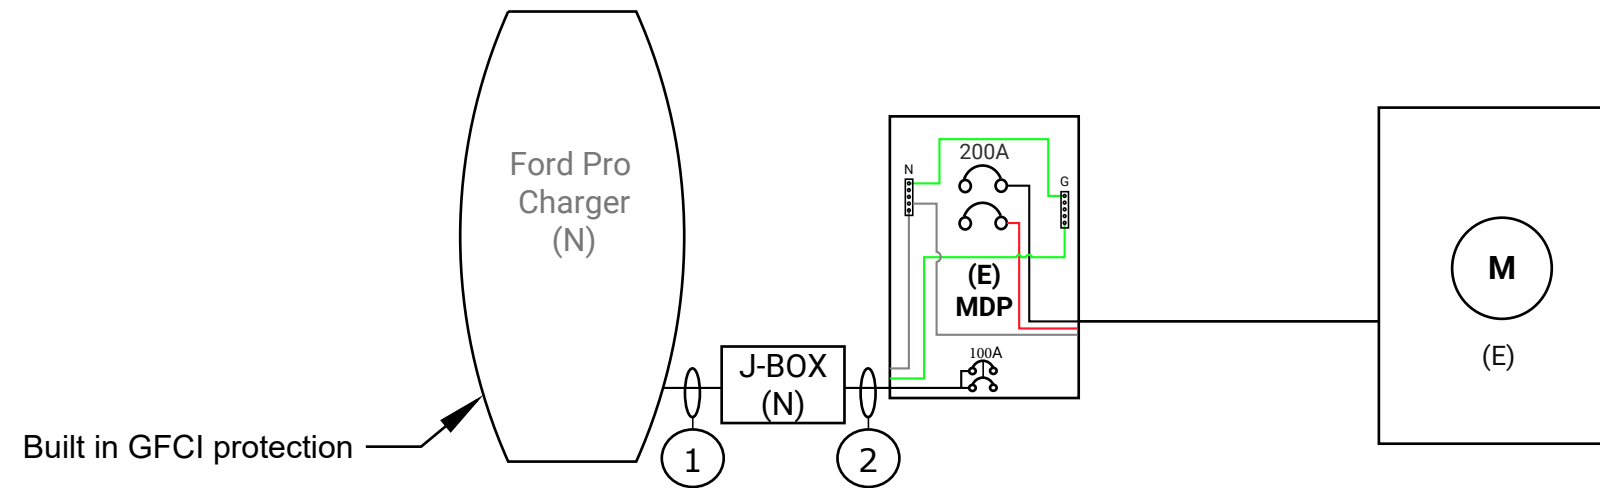 Ford Pro
Charger
(N)
Built in GFCI protection
1
J-BOX
(N)
2
N
200A
G
(E)
MDP
100A
M
(E)